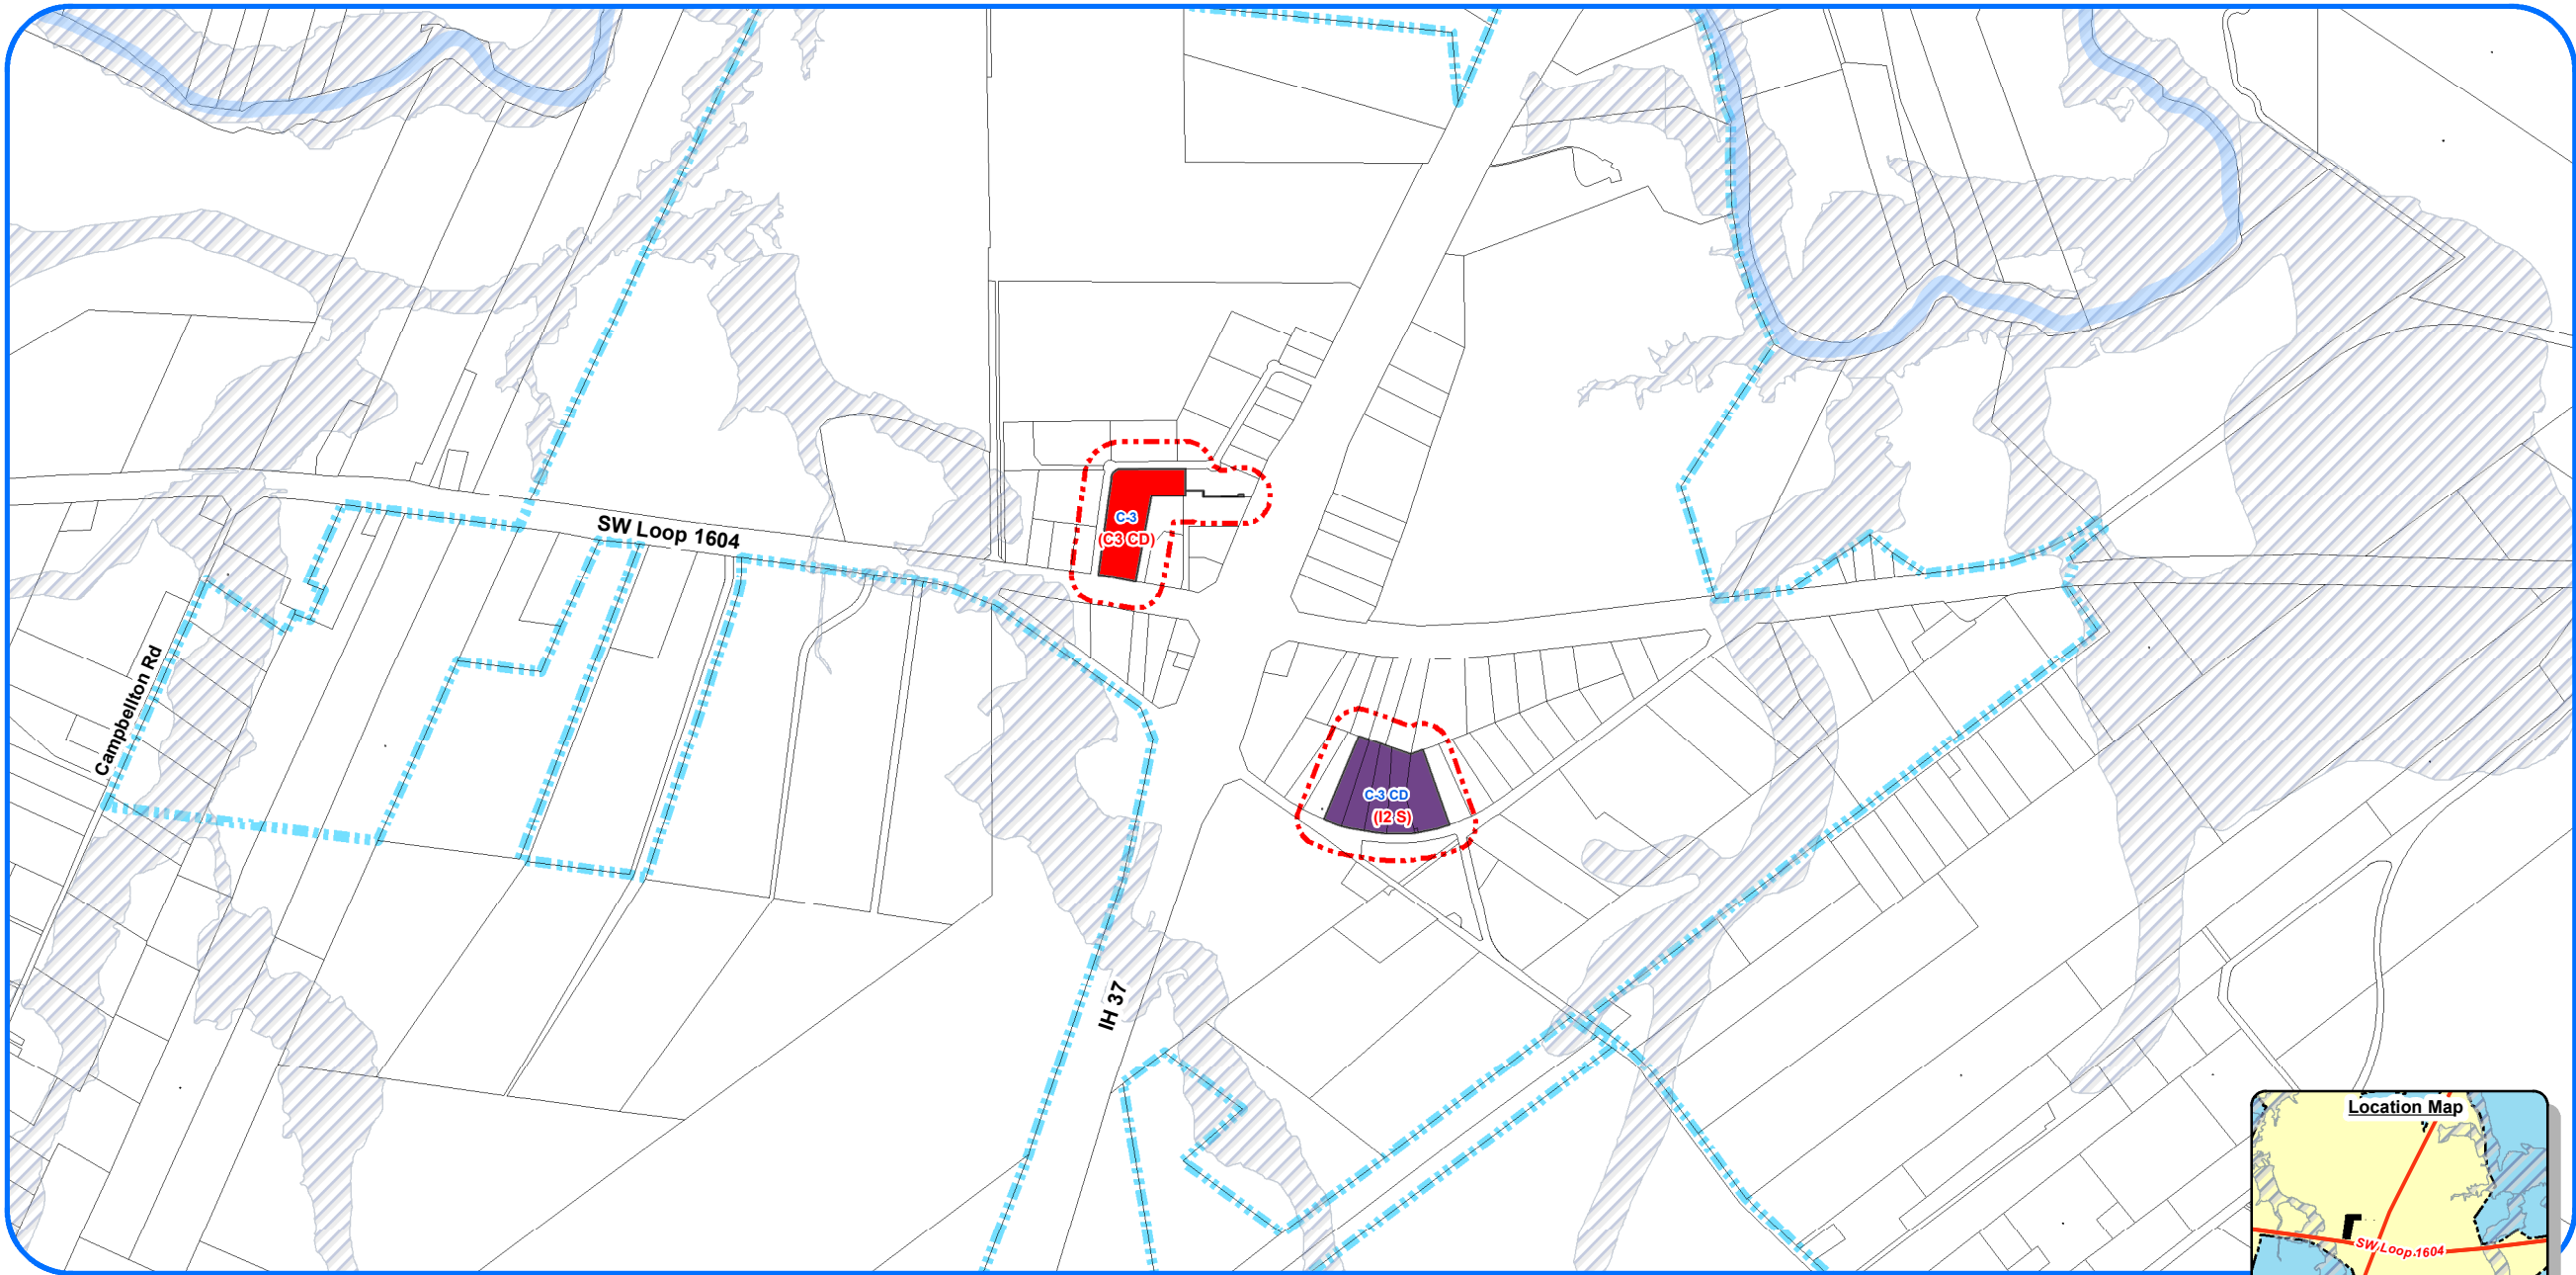 C-3
(C3 CD)
SW Loop 1604
Campbellton Rd
C-3 CD
(I2 S)
IH 37
Location Map
SW Loop 1604